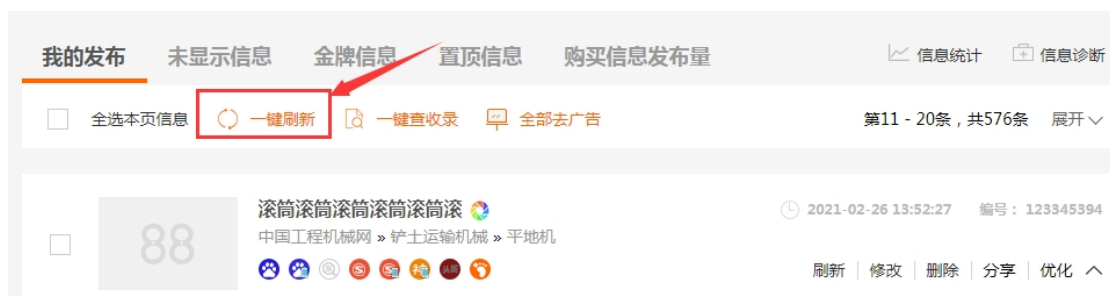 我的发布 未显示信息 金牌信息 置顶信息 购买信息发布量 信息统计 信息诊断
全选本页信息 一键刷新 一键查收录 全部去广告 第11 - 20条，共576条 展开
88 滚筒滚筒滚筒滚筒滚筒滚 2021-02-26 13:52:27 编号：123345394
中国工程机械网 » 铲土运输机械 » 平地机
刷新 修改 删除 分享 优化